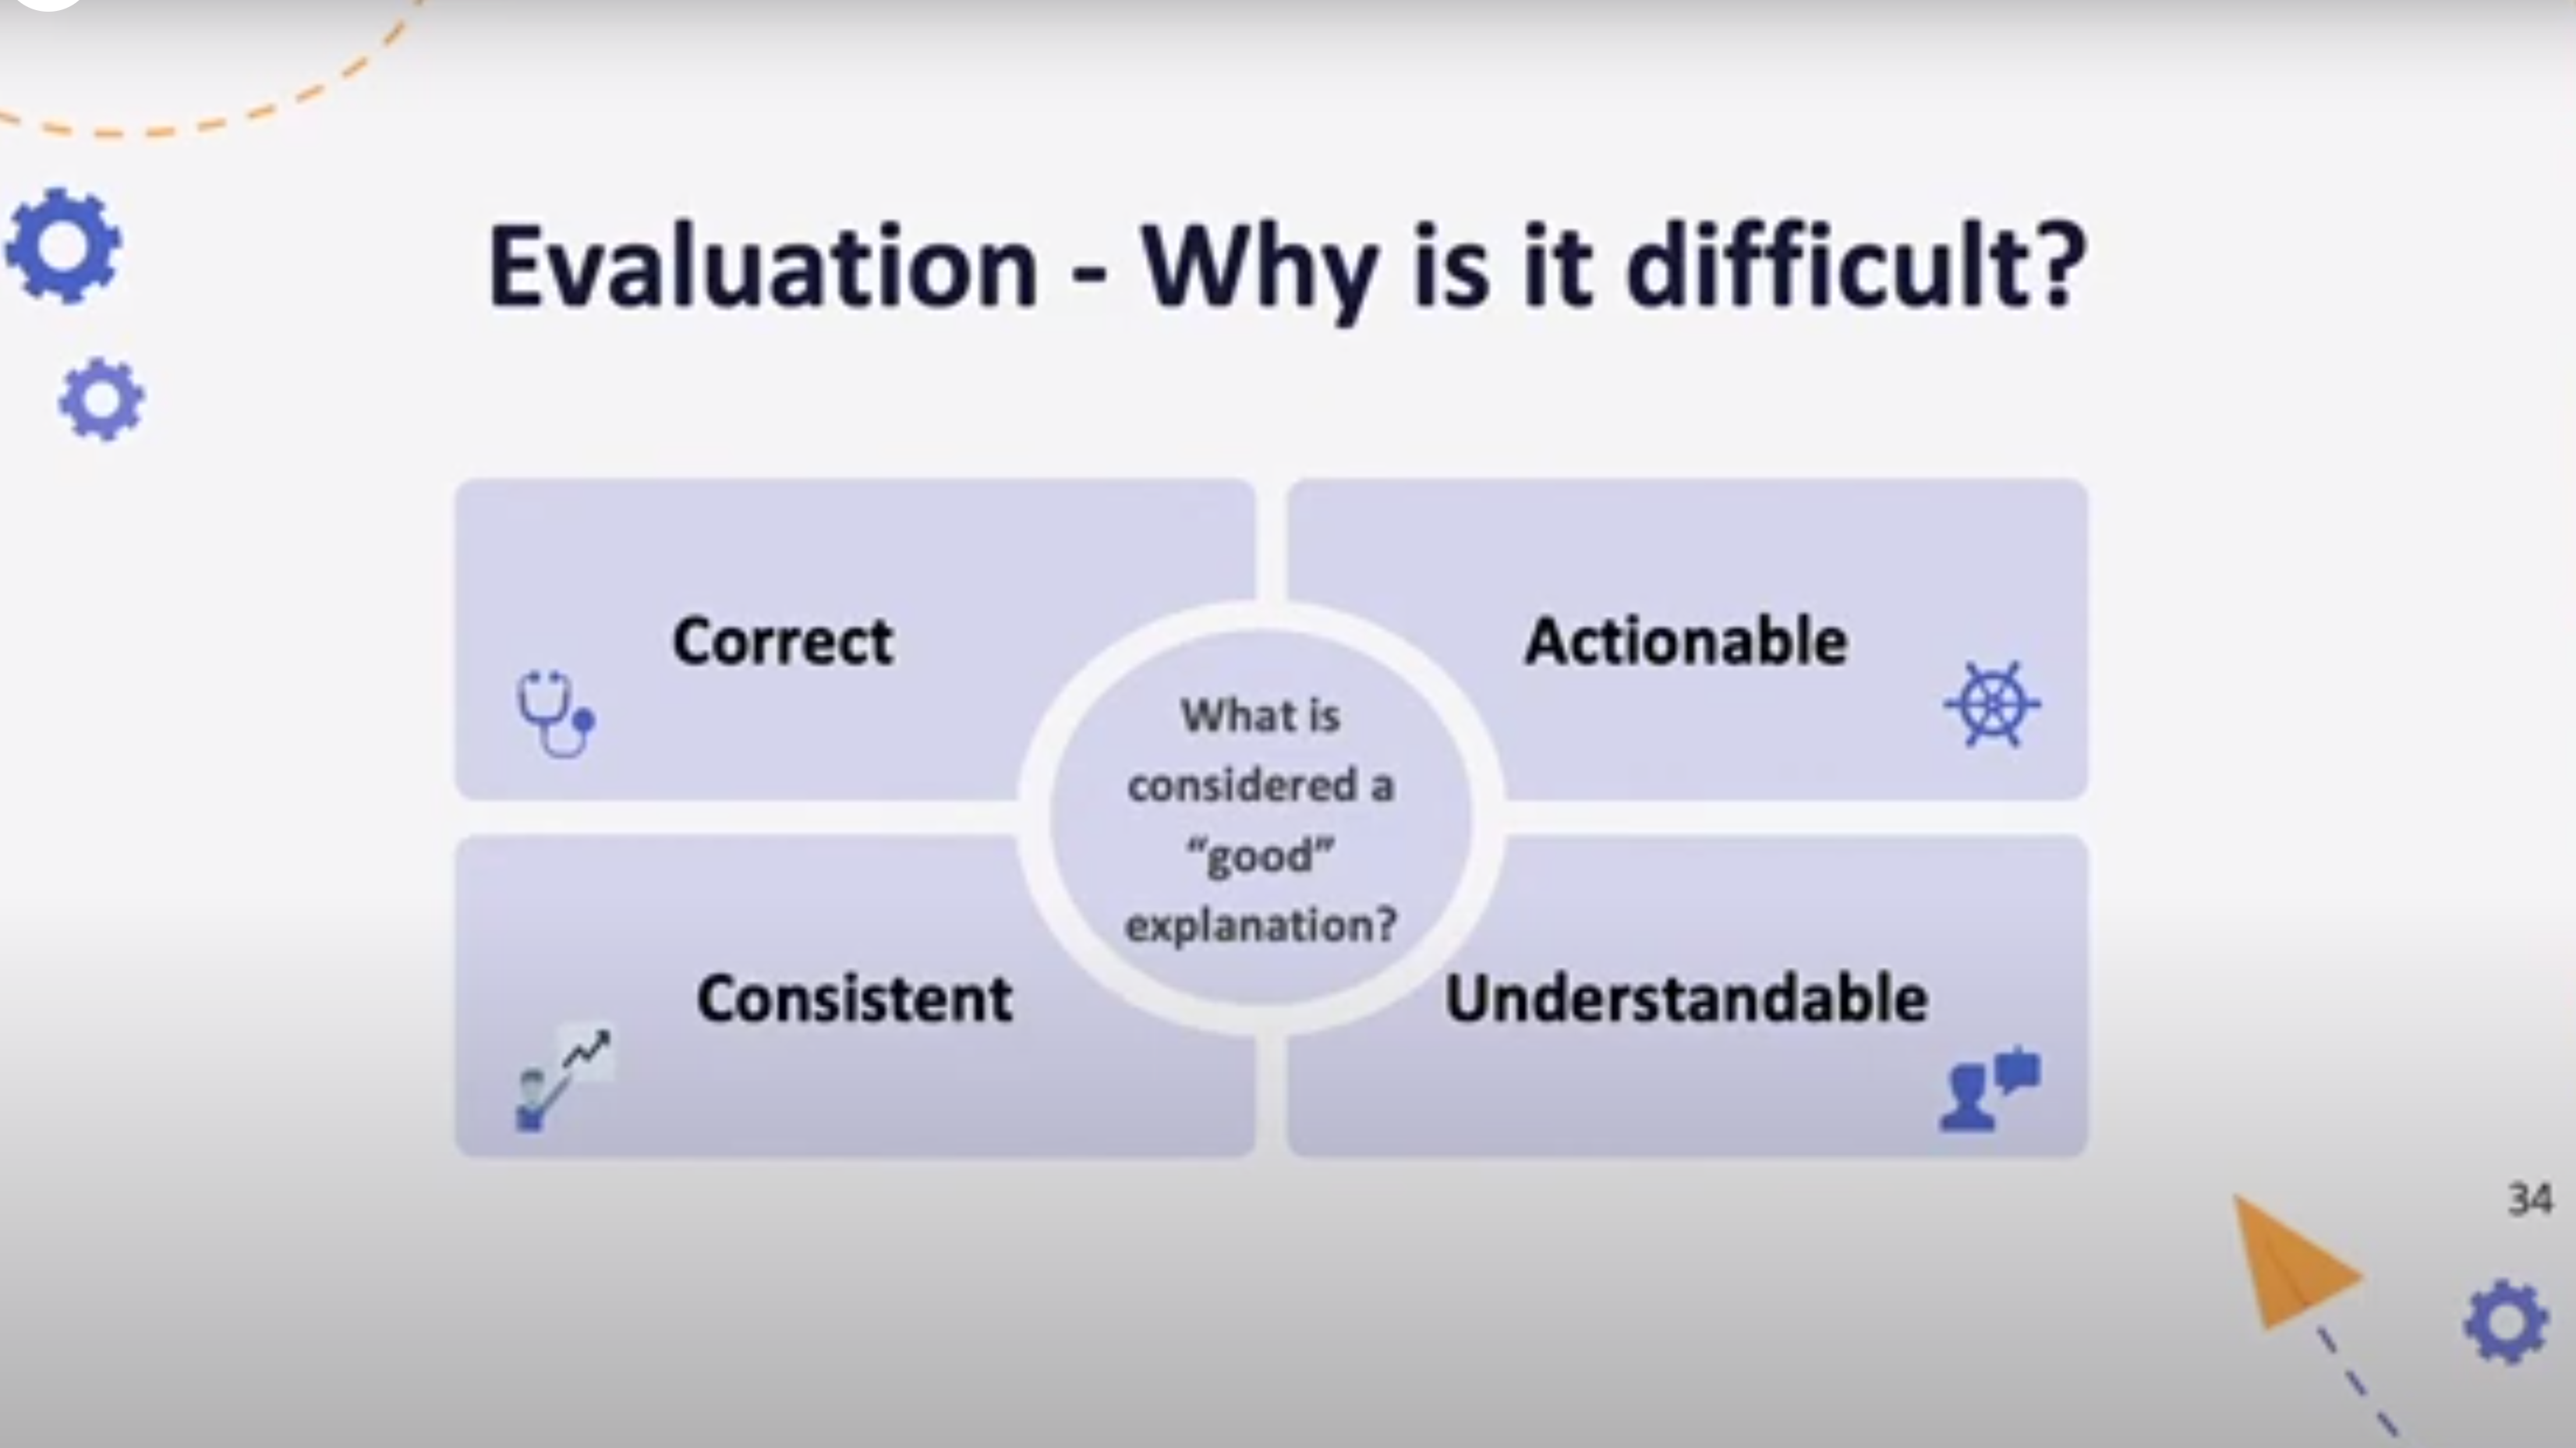 Evaluation - Why is it difficult?
Correct
Actionable
What is
considered a
“good”
explanation?
Consistent
Understandable
34